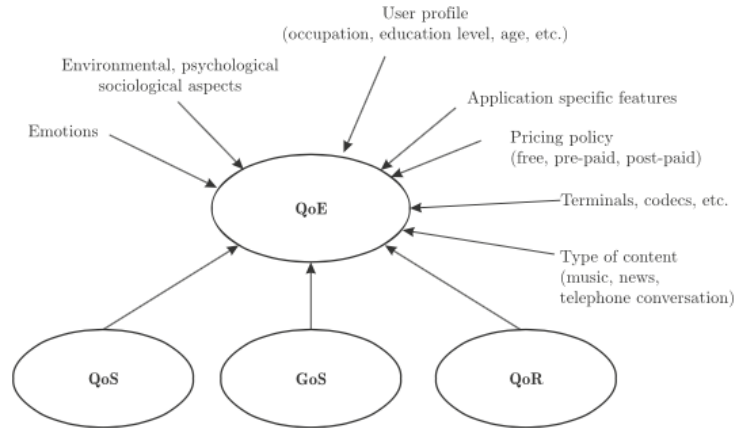 User profile
(occupation, education level, age, etc.)
Environmental, psychological
sociological aspects
Application specific features
Emotions
Pricing policy
(free, pre-paid, post-paid)
QoE
Terminals, codecs, etc.
Type of content
(music, news,
telephone conversation)
QoS
GoS
QoR